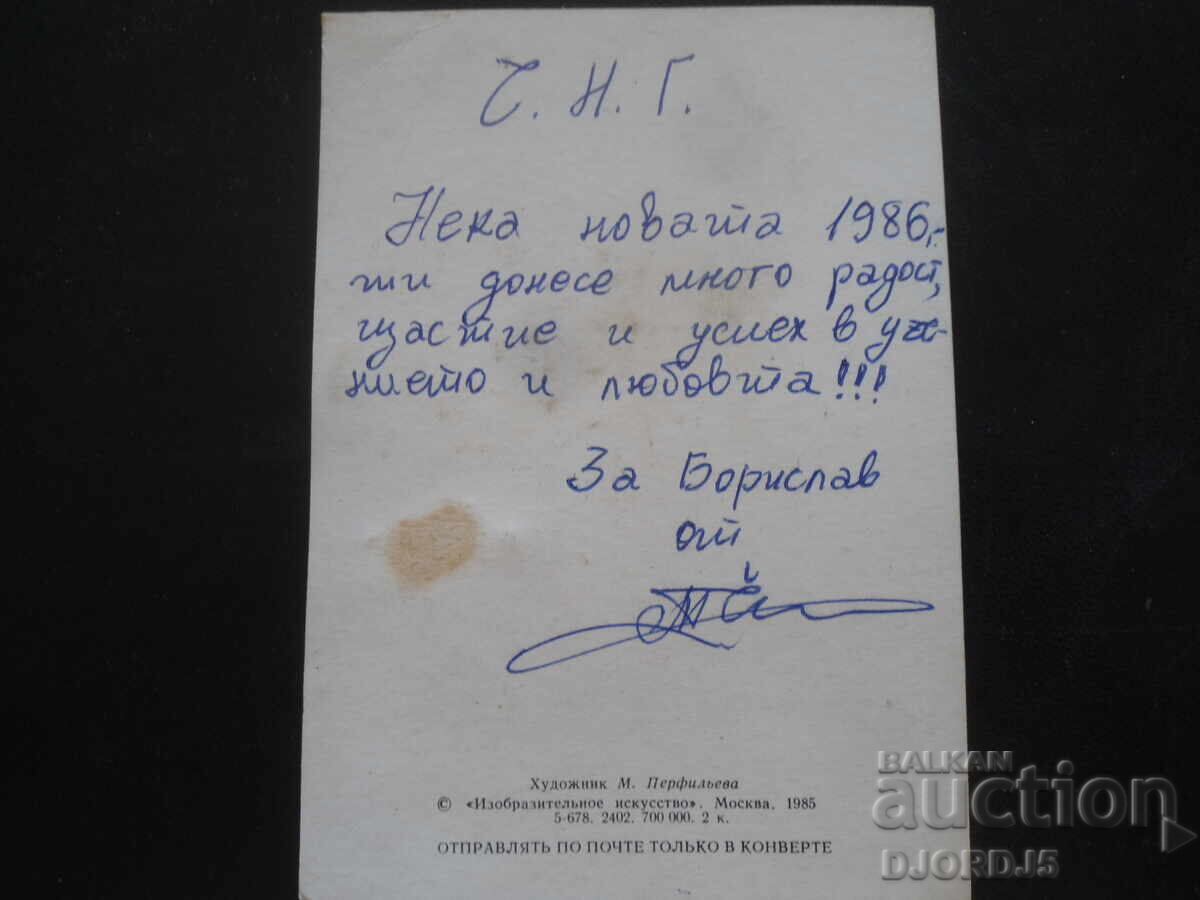 Ч. Н. Г.
Нека новата 1986 г.
ти донесе много радост,
щастие и успех в уче-
нието и любовта!!!
За Борислав
от
Художник М. Перфильева
© «Изобразительное искусство». Москва. 1985
5-678. 2402. 700 000. 2 к.
ОТПРАВЛЯТЬ ПО ПОЧТЕ ТОЛЬКО В КОНВЕРТЕ
BALKAN
auction
DJORDJ5